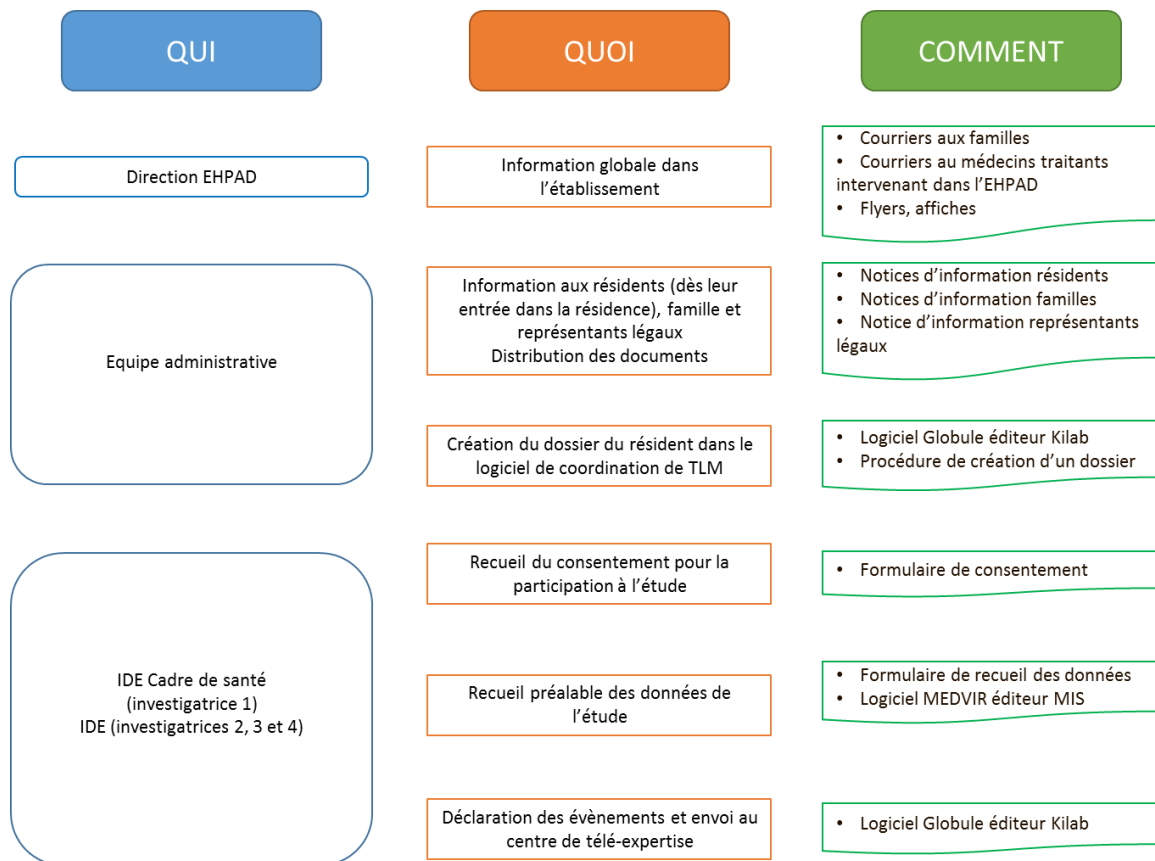 QUI
QUOI
COMMENT
Direction EHPAD
Information globale dans
l’établissement
• Courriers aux familles
• Courriers au médecins traitants
intervenant dans l’EHPAD
• Flyers, affiches
Equipe administrative
Information aux résidents (dès leur
entrée dans la résidence), famille et
représentants légaux
Distribution des documents
• Notices d’information résidents
• Notices d’information familles
• Notice d’information représentants
légaux
Création du dossier du résident dans le
logiciel de coordination de TLM
• Logiciel Globule éditeur Kilab
• Procédure de création d’un dossier
IDE Cadre de santé
(investigatrice 1)
IDE (investigatrices 2, 3 et 4)
Recueil du consentement pour la
participation à l’étude
• Formulaire de consentement
Recueil préalable des données de
l’étude
• Formulaire de recueil des données
• Logiciel MEDVIR éditeur MIS
Déclaration des évènements et envoi au
centre de télé-expertise
• Logiciel Globule éditeur Kilab